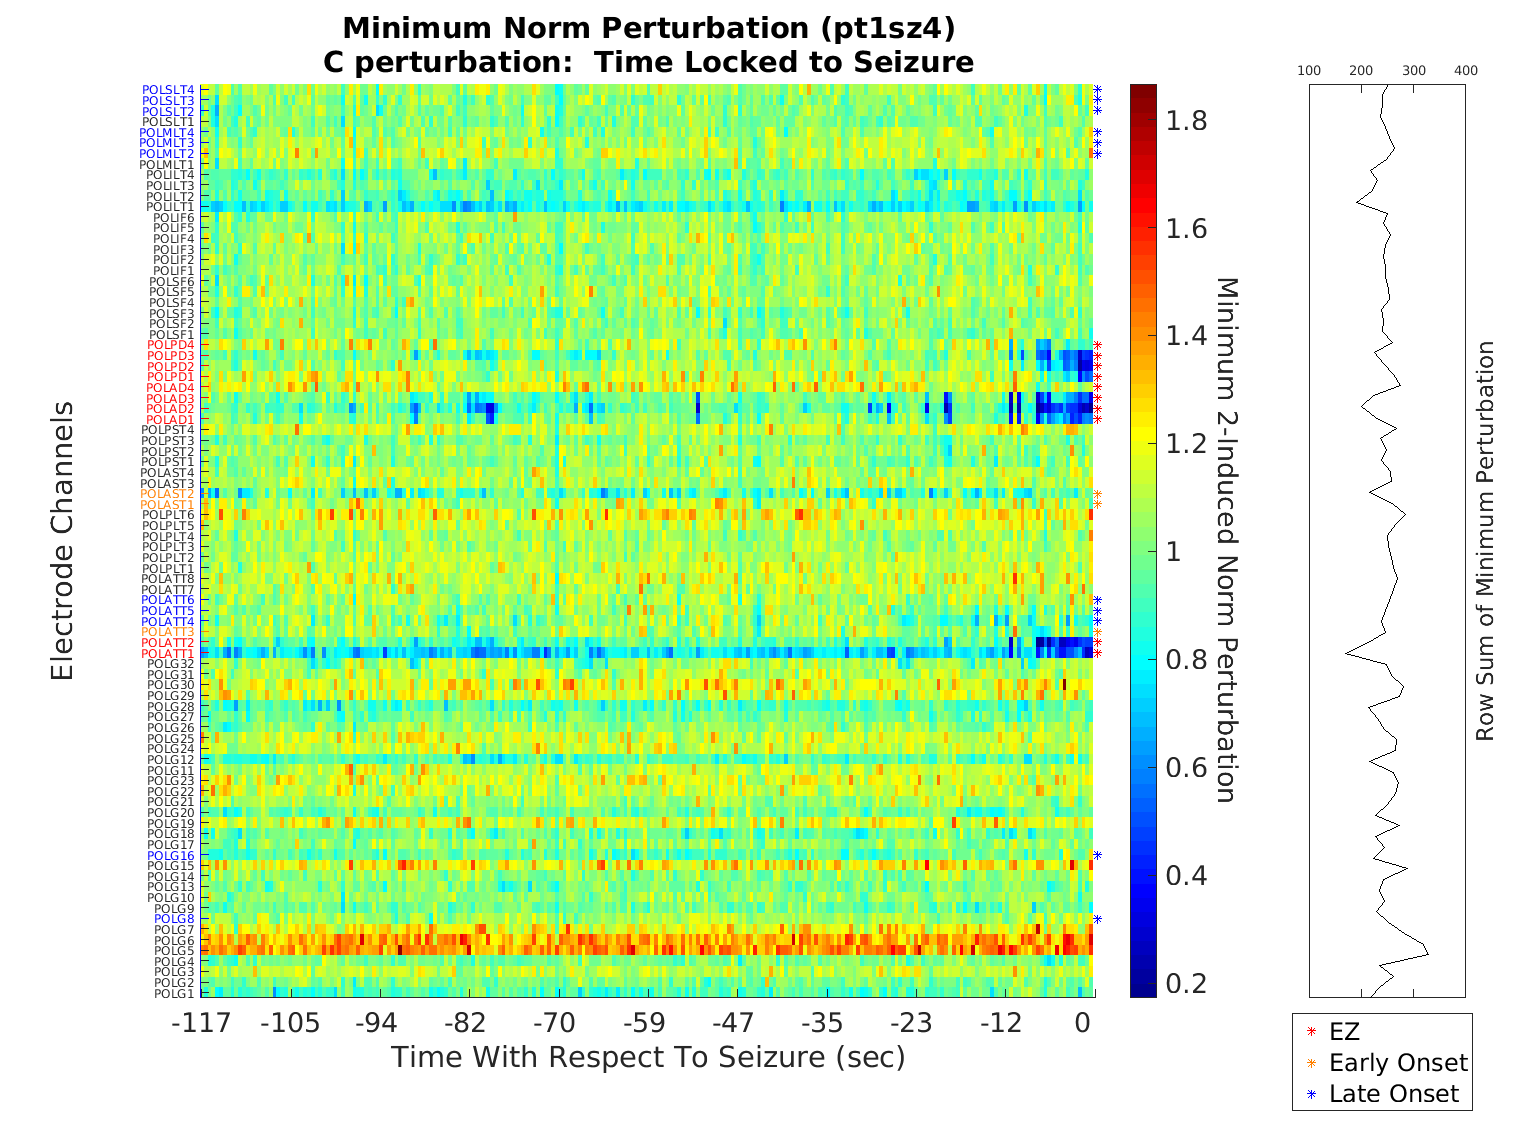 Minimum Norm Perturbation (pt1sz4)
C perturbation: Time Locked to Seizure
Electrode Channels
POLSLT4
POLSLT3
POLSLT2
POLSLT1
POLMLT4
POLMLT3
POLMLT2
POLMLT1
POLILT4
POLILT3
POLILT2
POLILT1
POLIF6
POLIF5
POLIF4
POLIF3
POLIF2
POLIF1
POLSF6
POLSF5
POLSF4
POLSF3
POLSF2
POLSF1
POLPD4
POLPD3
POLPD2
POLPD1
POLAD4
POLAD3
POLAD2
POLAD1
POLPST4
POLPST3
POLPST2
POLPST1
POLAST4
POLAST3
POLAST2
POLAST1
POLPLT6
POLPLT5
POLPLT4
POLPLT3
POLPLT2
POLPLT1
POLATT8
POLATT7
POLATT6
POLATT5
POLATT4
POLATT3
POLATT2
POLATT1
POLG32
POLG31
POLG30
POLG29
POLG28
POLG27
POLG26
POLG25
POLG24
POLG12
POLG11
POLG23
POLG22
POLG21
POLG20
POLG19
POLG18
POLG17
POLG16
POLG15
POLG14
POLG13
POLG10
POLG9
POLG8
POLG7
POLG6
POLG5
POLG4
POLG3
POLG2
POLG1
-117 -105 -94 -82 -70 -59 -47 -35 -23 -12 0
Time With Respect To Seizure (sec)
1.8
1.6
1.4
1.2
1
0.8
0.6
0.4
0.2
Minimum 2-Induced Norm Perturbation
100 200 300 400
Row Sum of Minimum Perturbation
EZ
Early Onset
Late Onset